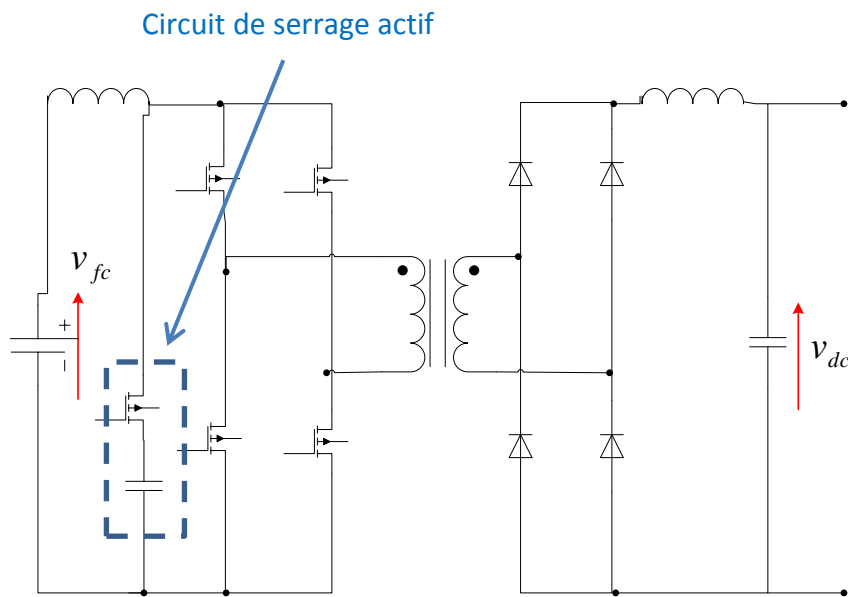 Circuit de serrage actif
v_fc
+
−
v_dc